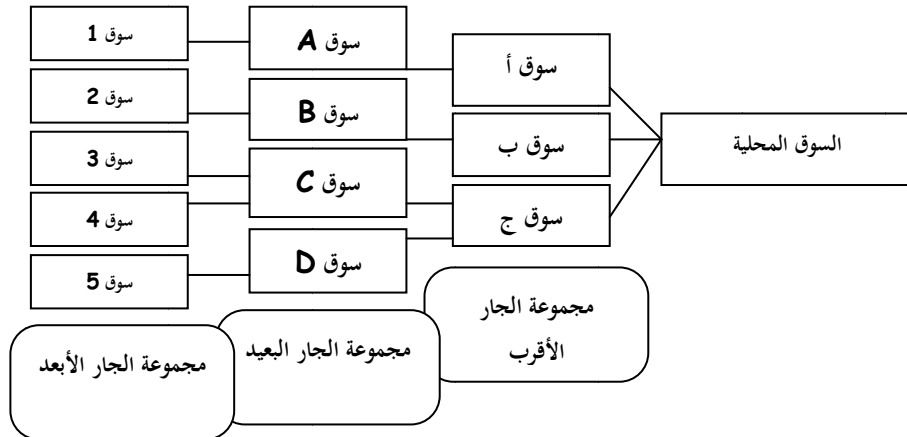 السوق المحلية
سوق أ
سوق ب
سوق ج
مجموعة الجار
الأقرب
سوق A
سوق B
سوق C
سوق D
مجموعة الجار البعيد
سوق 1
سوق 2
سوق 3
سوق 4
سوق 5
مجموعة الجار الأبعد